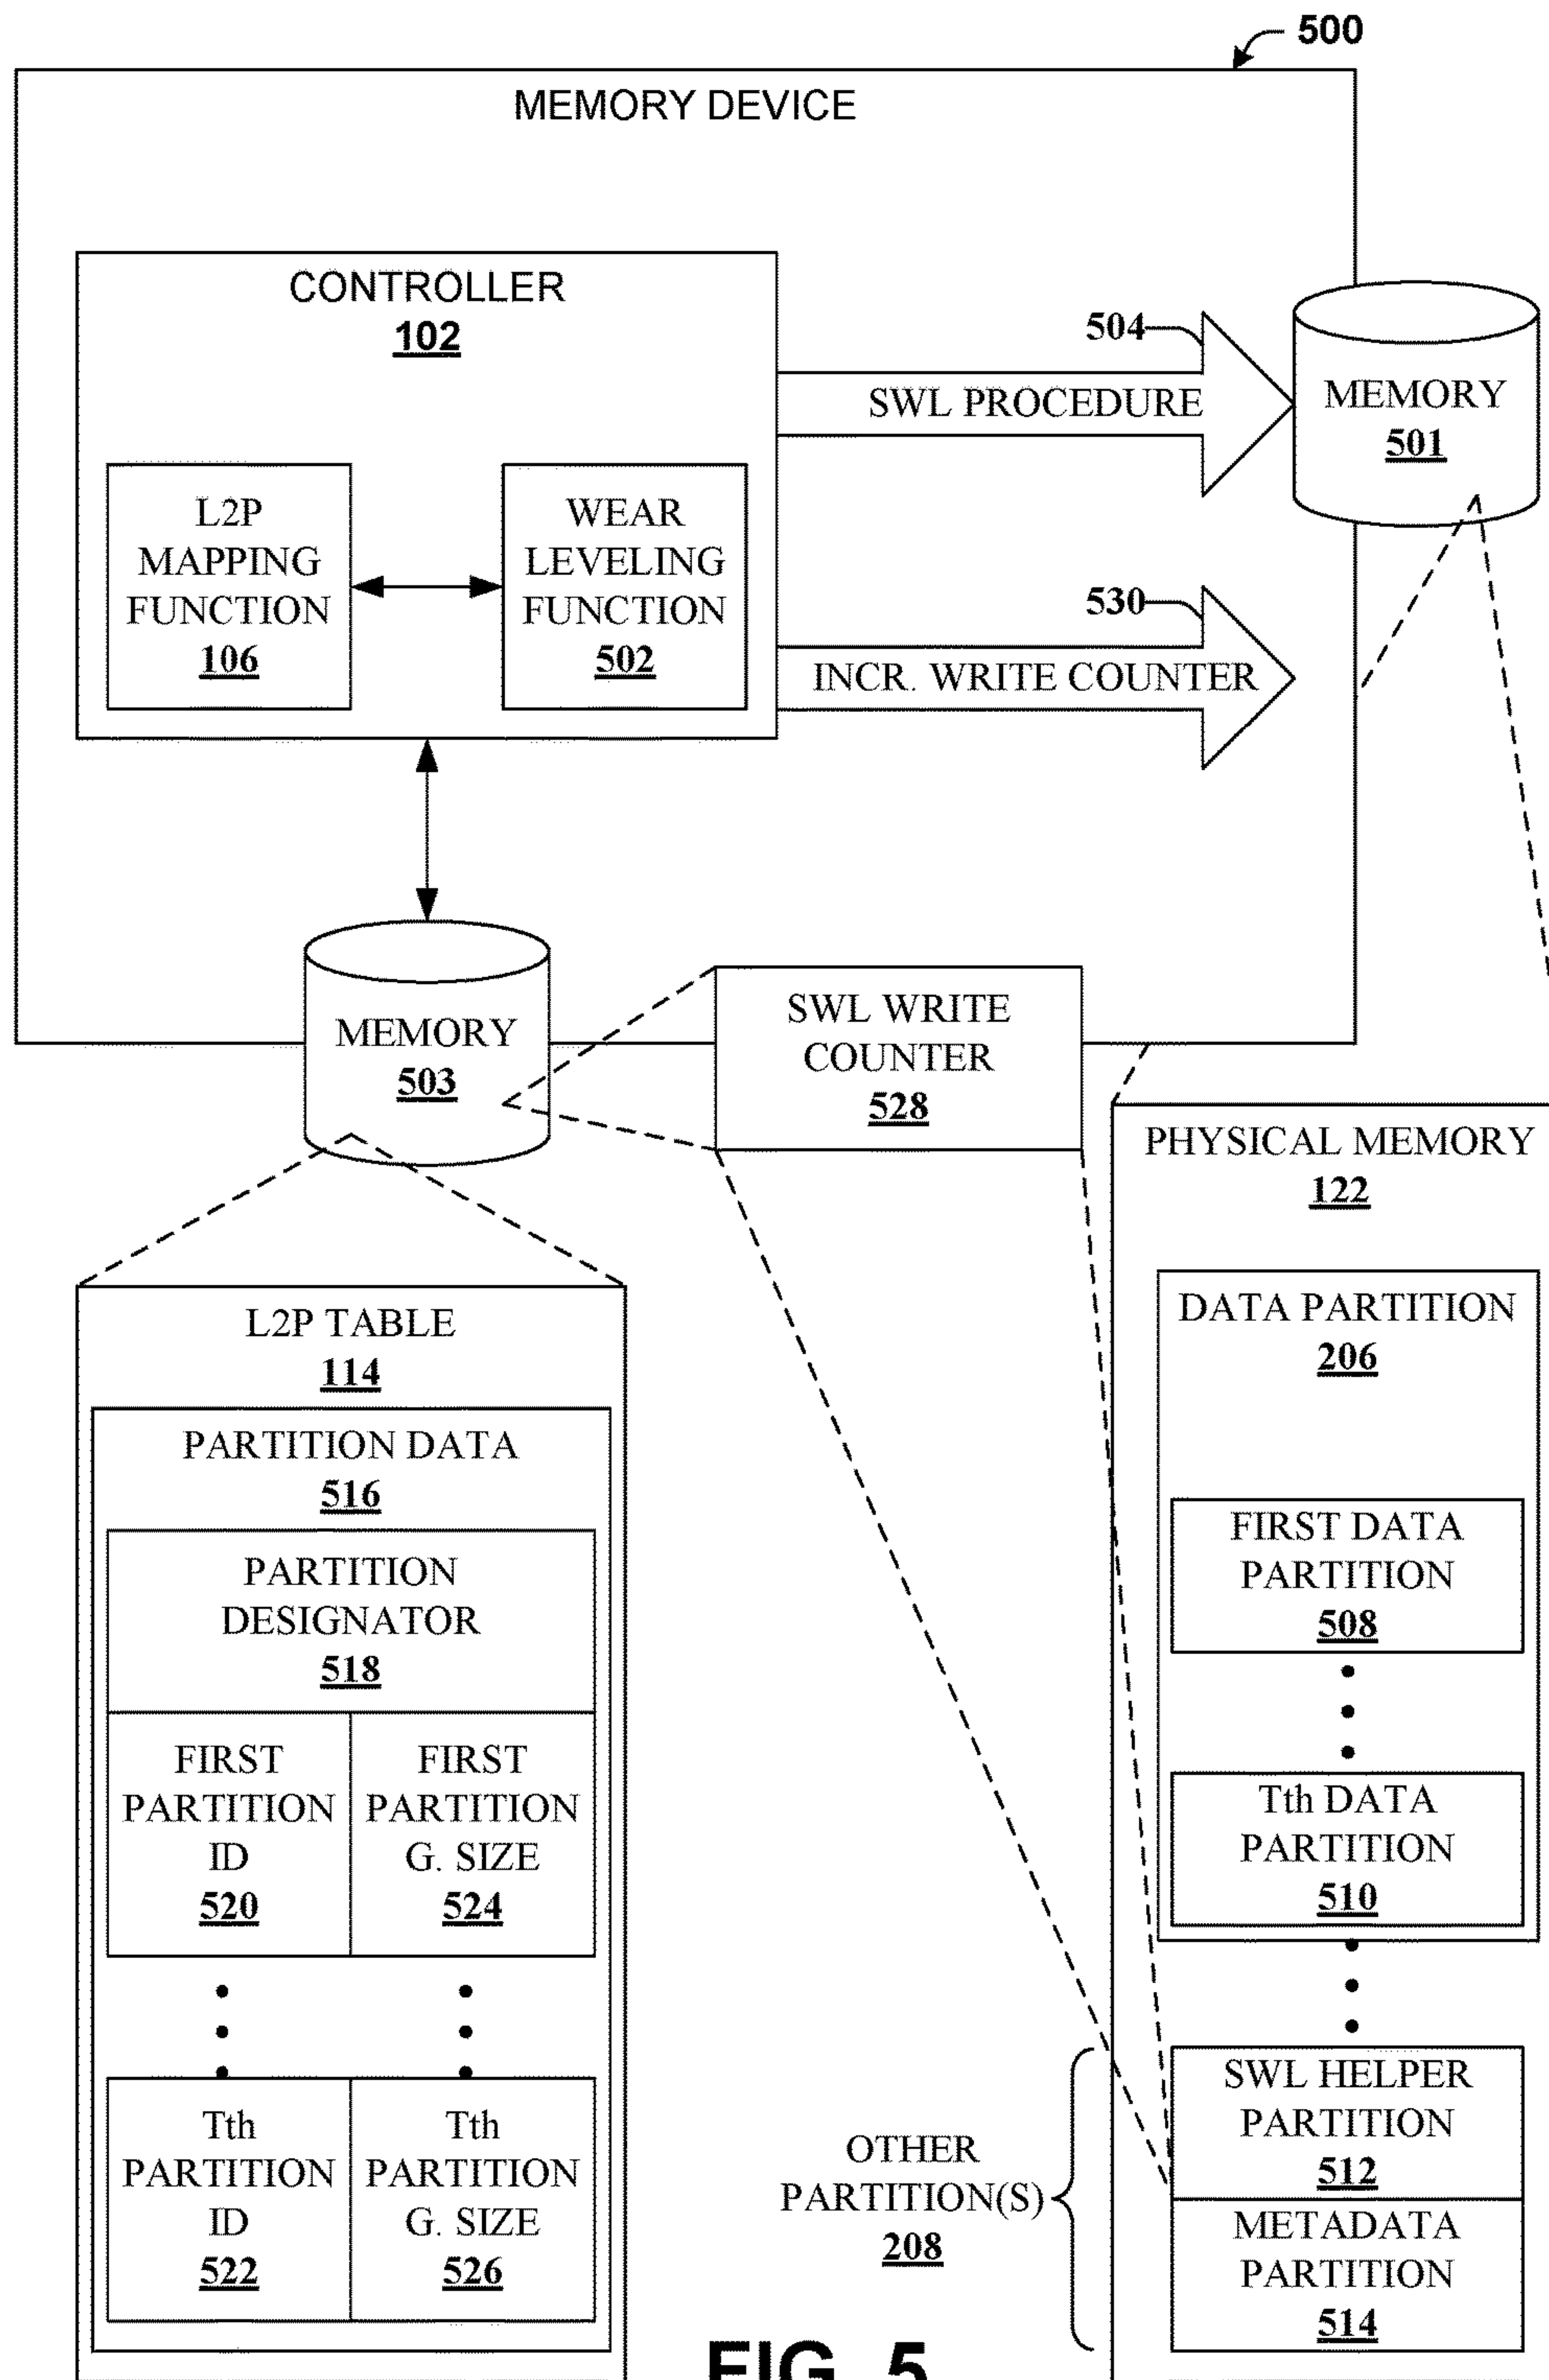 500
MEMORY DEVICE
CONTROLLER
102
L2P
MAPPING
FUNCTION
106
WEAR
LEVELING
FUNCTION
502
504
SWL PROCEDURE
MEMORY
501
530
INCR. WRITE COUNTER
MEMORY
503
SWL WRITE
COUNTER
528
L2P TABLE
114
PARTITION DATA
516
PARTITION
DESIGNATOR
518
FIRST
PARTITION
ID
520
FIRST
PARTITION
G. SIZE
524
Tth
PARTITION
ID
522
Tth
PARTITION
G. SIZE
526
PHYSICAL MEMORY
122
DATA PARTITION
206
FIRST DATA
PARTITION
508
Tth DATA
PARTITION
510
OTHER
PARTITION(S)
208
SWL HELPER
PARTITION
512
METADATA
PARTITION
514
FIG. 5